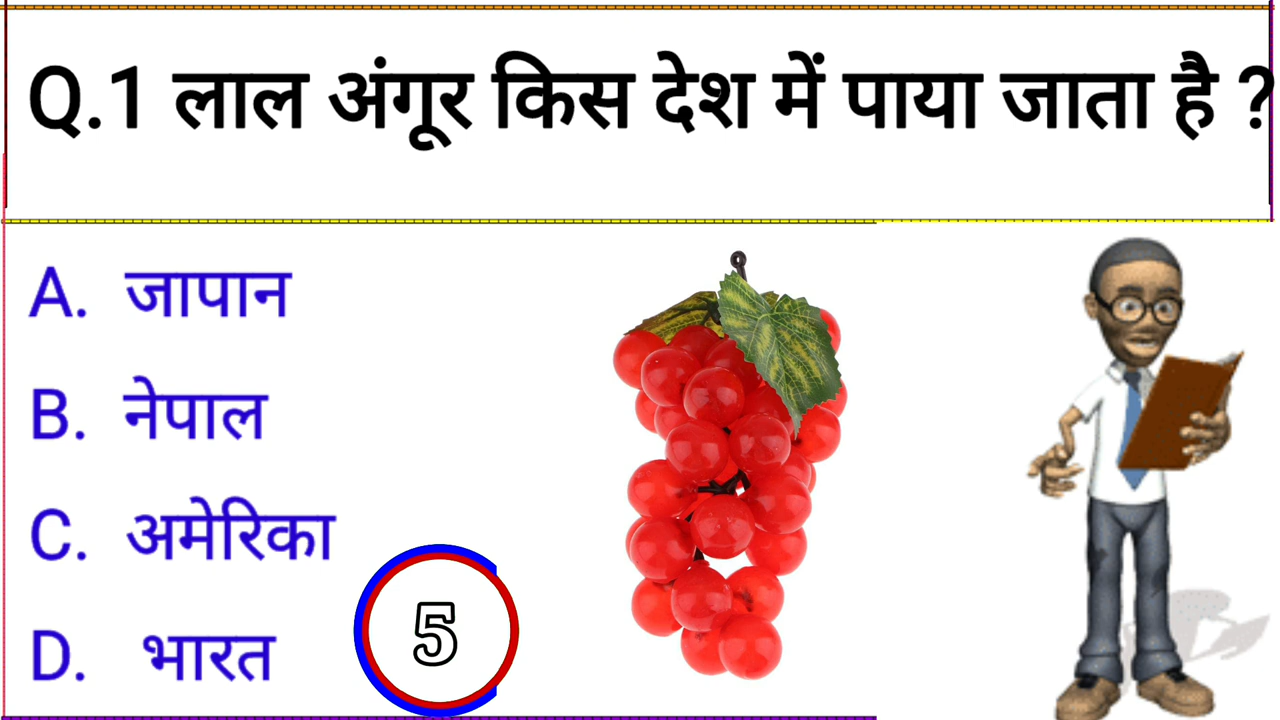 Q.1 लाल अंगूर किस देश में पाया जाता है ?
A. जापान
B. नेपाल
C. अमेरिका
D. भारत
5